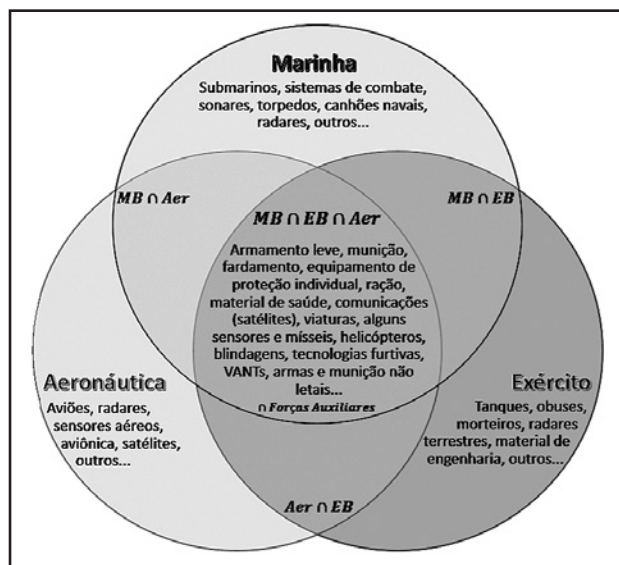 Marinha
Submarinos, sistemas de combate,
sonares, torpedos, canhões navais,
radares, outros...
MB ∩ Aer
MB ∩ EB
MB ∩ EB ∩ Aer
Armamento leve, munição,
fardamento, equipamento de
proteção individual, ração,
material de saúde, comunicações
(satélites), viaturas, alguns
sensores e mísseis, helicópteros,
blindagens, tecnologias furtivas,
VANTs, armas e munição não
letais...
∩ Forças Auxiliares
Aeronáutica
Aviões, radares,
sensores aéreos,
aviônica, satélites,
outros...
Exército
Tanques, obuses,
morteiros, radares
terrestres, material de
engenharia, outros...
Aer ∩ EB